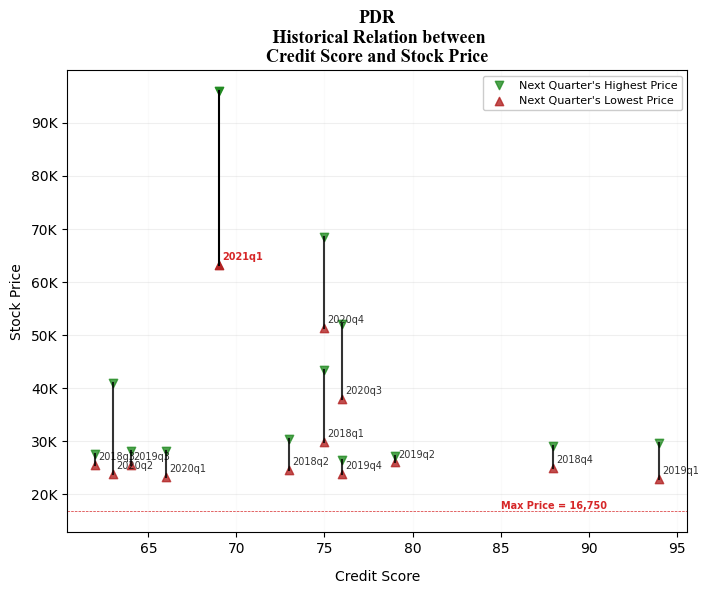 PDR
Historical Relation between
Credit Score and Stock Price
Next Quarter's Highest Price
Next Quarter's Lowest Price
90K
80K
70K
60K
50K
40K
30K
20K
Stock Price
2021q1
2020q4
2020q3
2018q1
2018q3
2019q3
2020q2
2020q1
2018q2
2019q4
2019q2
2018q4
2019q1
Max Price = 16,750
65
70
75
80
85
90
95
Credit Score